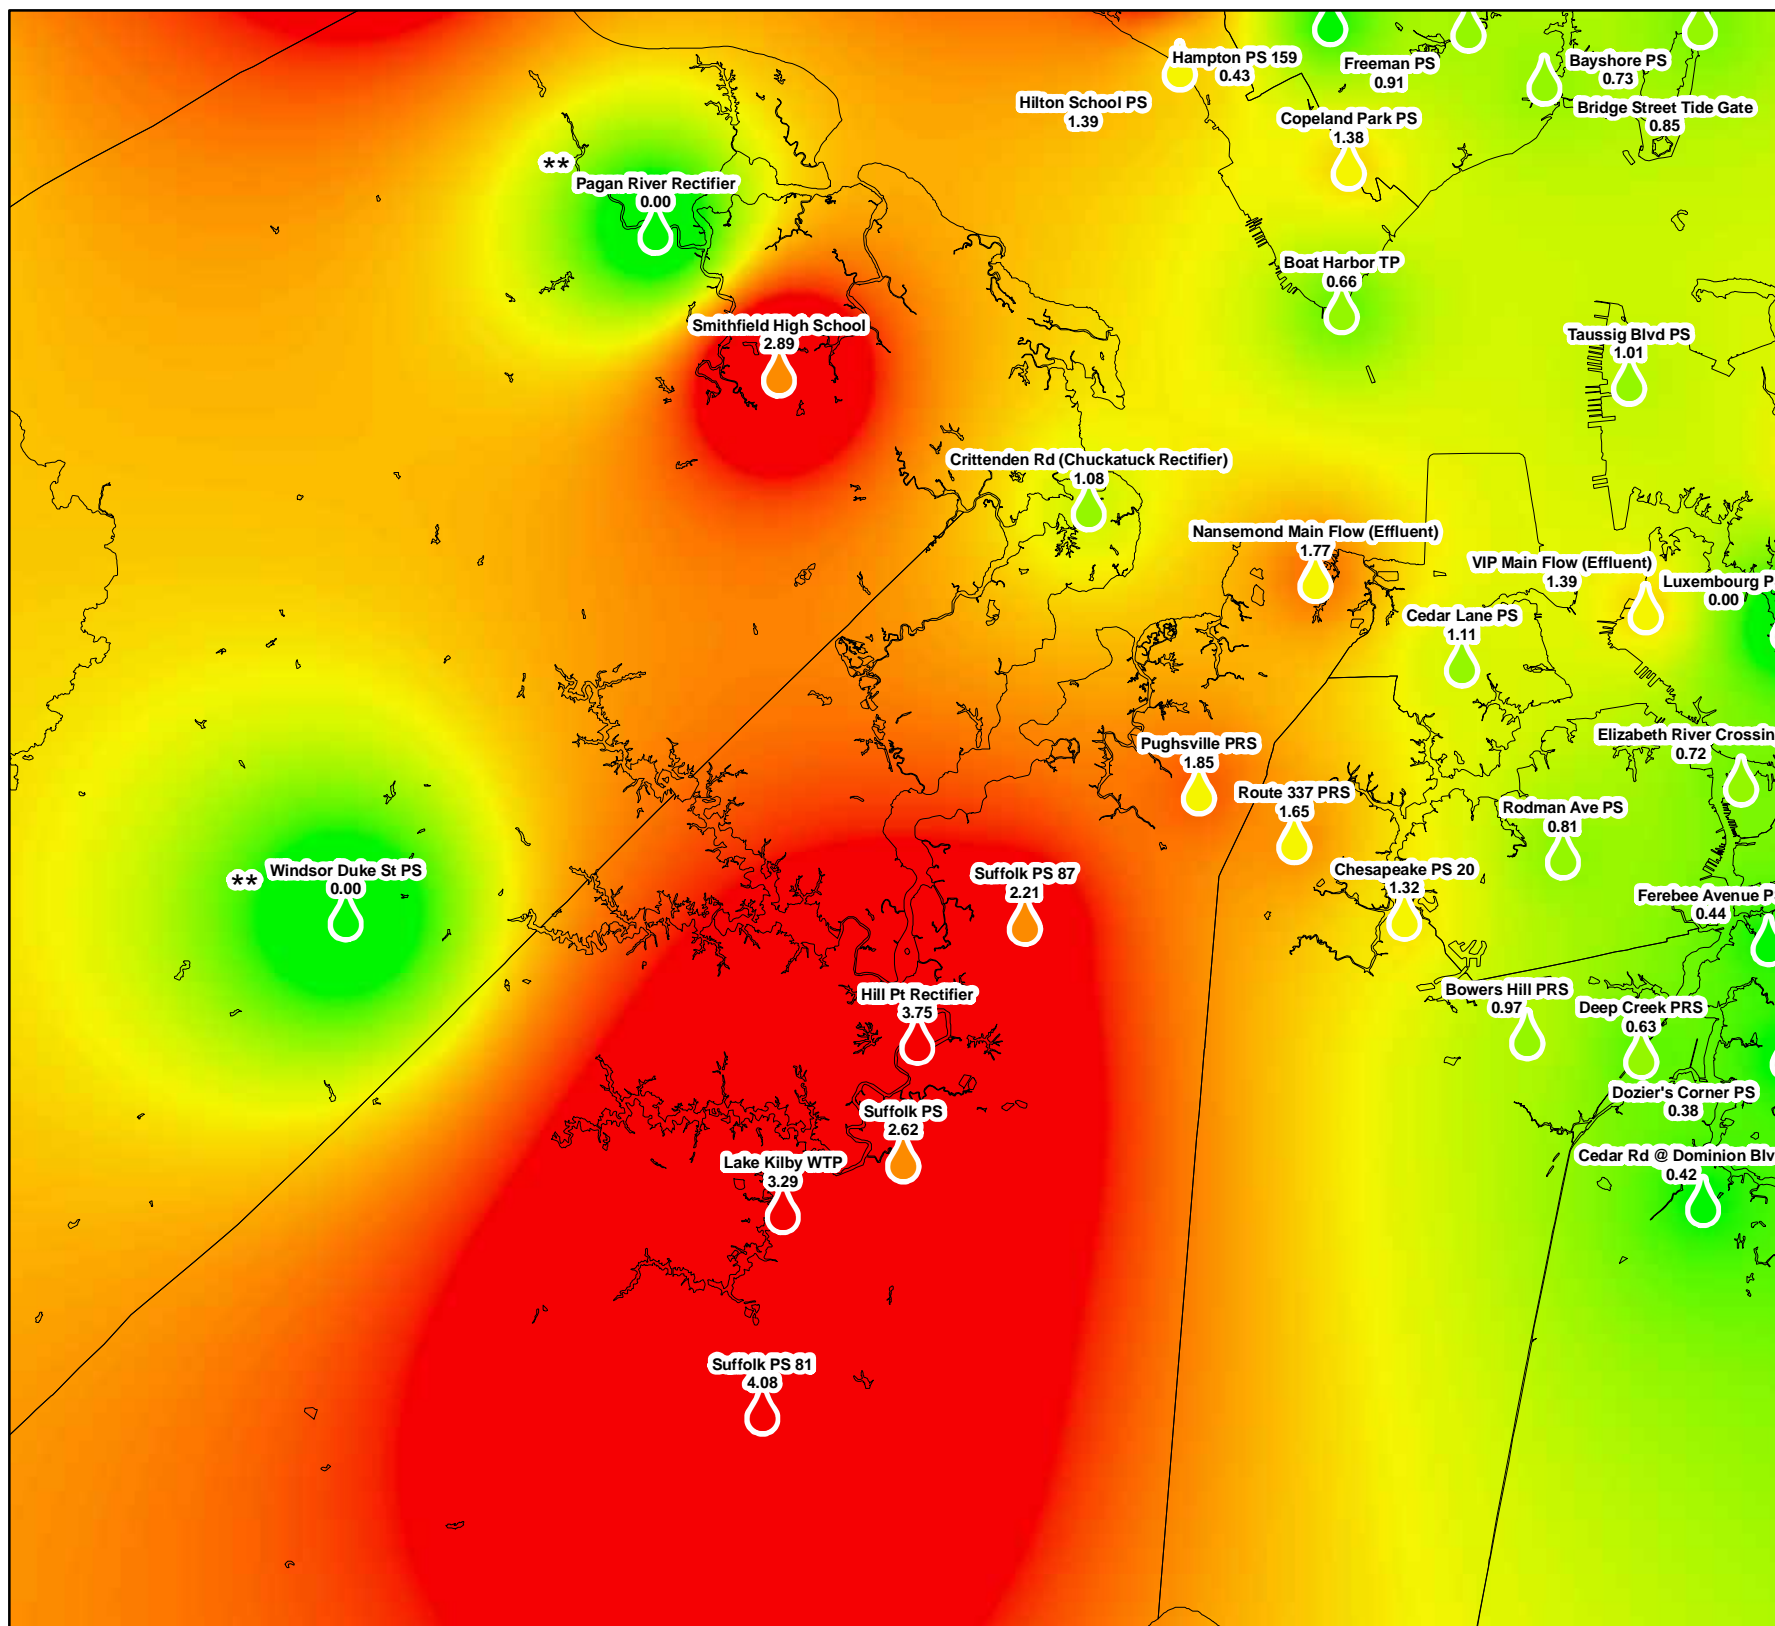 Hampton PS 159
0.43
Freeman PS
0.91
Bayshore PS
0.73
Hilton School PS
1.39
Copeland Park PS
1.38
Bridge Street Tide Gate
0.85
**
Pagan River Rectifier
0.00
Boat Harbor TP
0.66
Smithfield High School
2.89
Taussig Blvd PS
1.01
Crittenden Rd (Chuckatuck Rectifier)
1.08
Nansemond Main Flow (Effluent)
1.77
VIP Main Flow (Effluent)
1.39
Luxembourg P
0.00
Cedar Lane PS
1.11
Pughsville PRS
1.85
Elizabeth River Crossin
0.72
Route 337 PRS
1.65
Rodman Ave PS
0.81
**
Windsor Duke St PS
0.00
Suffolk PS 87
2.21
Chesapeake PS 20
1.32
Ferebee Avenue P
0.44
Hill Pt Rectifier
3.75
Bowers Hill PRS
0.97
Deep Creek PRS
0.63
Dozier's Corner PS
0.38
Suffolk PS
2.62
Lake Kilby WTP
3.29
Cedar Rd @ Dominion Blv
0.42
Suffolk PS 81
4.08